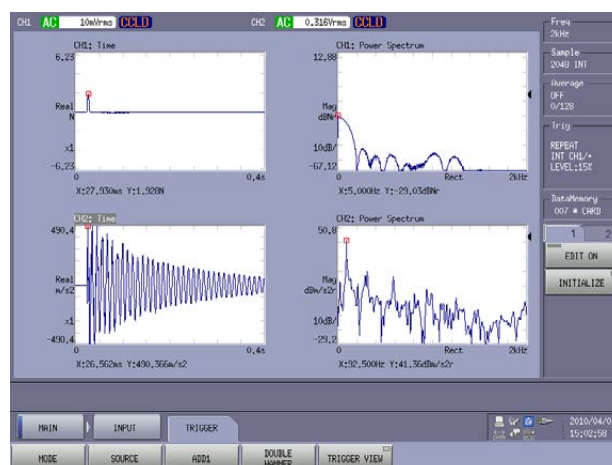 CH1 AC 10mVrms CCLD CH2 AC 0.316Vrms CCLD
Freq
2kHz
Sample
2048 INT
Average
OFF
0/128
Trig
REPEAT
INT CH1/+
LEVEL:15%
DataMemory
007 * CARD
1 2
EDIT ON
INITIALIZE
CH1; Time
6,23
Real
N
x1
-6,23
0 0,4s
X:27,930ms Y:1,928N
CH1; Power Spectrum
12,88
Mag
dBNr
10dB/
-67,12
0 Rect 2kHz
X:5,000Hz Y:-29,03dBNr
CH2; Time
490,4
Real
m/s2
x1
-490,4
0 0,4s
X:26,562ms Y:490,366m/s2
CH2; Power Spectrum
50,8
Mag
dBm/s2r
10dB/
-29,2
0 Rect 2kHz
X:92,500Hz Y:41,36dBm/s2r
MAIN INPUT TRIGGER
2010/04/0
15:02:58
MODE SOURCE ADD1 DOUBLE HAMMER TRIGGER VIEW